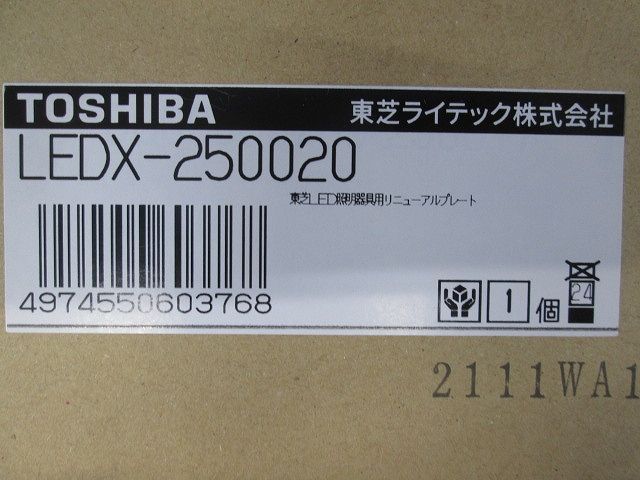 TOSHIBA 東芝ライテック株式会社
LEDX-250020
東芝LED照明器具用リニューアルプレート
4974550603768
1 個
24
2111WA1